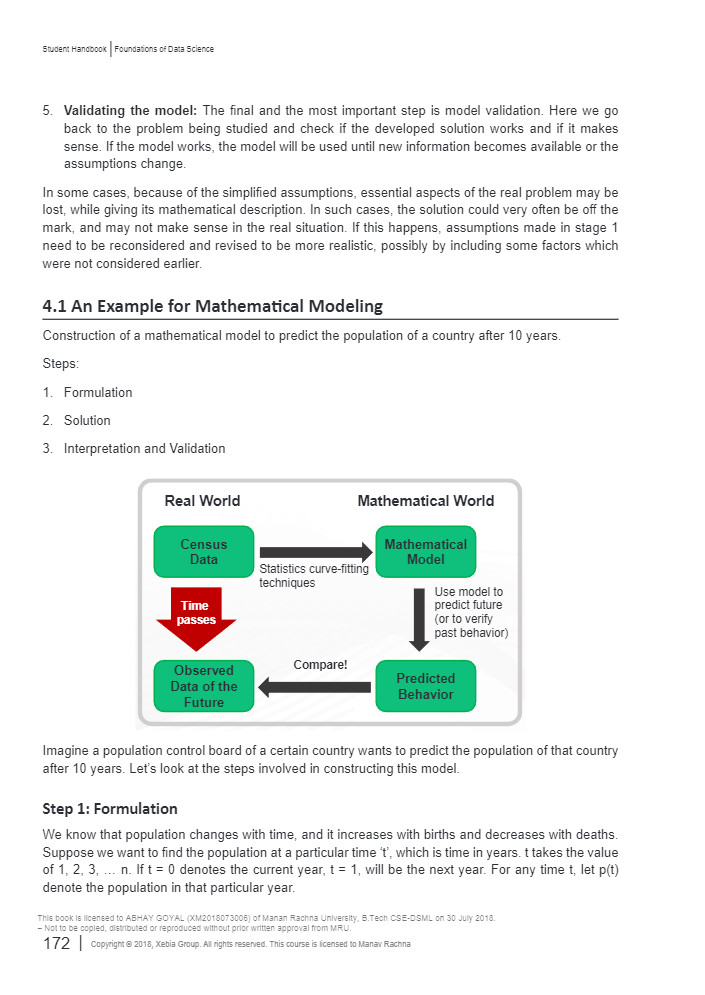 Student Handbook | Foundations of Data Science
5. Validating the model: The final and the most important step is model validation. Here we go
back to the problem being studied and check if the developed solution works and if it makes
sense. If the model works, the model will be used until new information becomes available or the
assumptions change.
In some cases, because of the simplified assumptions, essential aspects of the real problem may be
lost, while giving its mathematical description. In such cases, the solution could very often be off the
mark, and may not make sense in the real situation. If this happens, assumptions made in stage 1
need to be reconsidered and revised to be more realistic, possibly by including some factors which
were not considered earlier.
4.1 An Example for Mathematical Modeling
Construction of a mathematical model to predict the population of a country after 10 years.
Steps:
1. Formulation
2. Solution
3. Interpretation and Validation
Real World
Mathematical World
Census
Data
Statistics curve-fitting
techniques
Mathematical
Model
Time
passes
Use model to
predict future
(or to verify
past behavior)
Observed
Data of the
Future
Compare!
Predicted
Behavior
Imagine a population control board of a certain country wants to predict the population of that country
after 10 years. Let's look at the steps involved in constructing this model.
Step 1: Formulation
We know that population changes with time, and it increases with births and decreases with deaths.
Suppose we want to find the population at a particular time ‘t’, which is time in years. t takes the value
of 1, 2, 3, … n. If t = 0 denotes the current year, t = 1, will be the next year. For any time t, let p(t)
denote the population in that particular year.
This book is licensed to ABHAY GOYAL (XM2018073006) of Manan Rachna University, B.Tech CSE-DSML on 30 July 2018.
– Not to be copied, distributed or reproduced without prior written approval from MRU.
172 | Copyright © 2018, Xebia Group. All rights reserved. This course is licensed to Manav Rachna